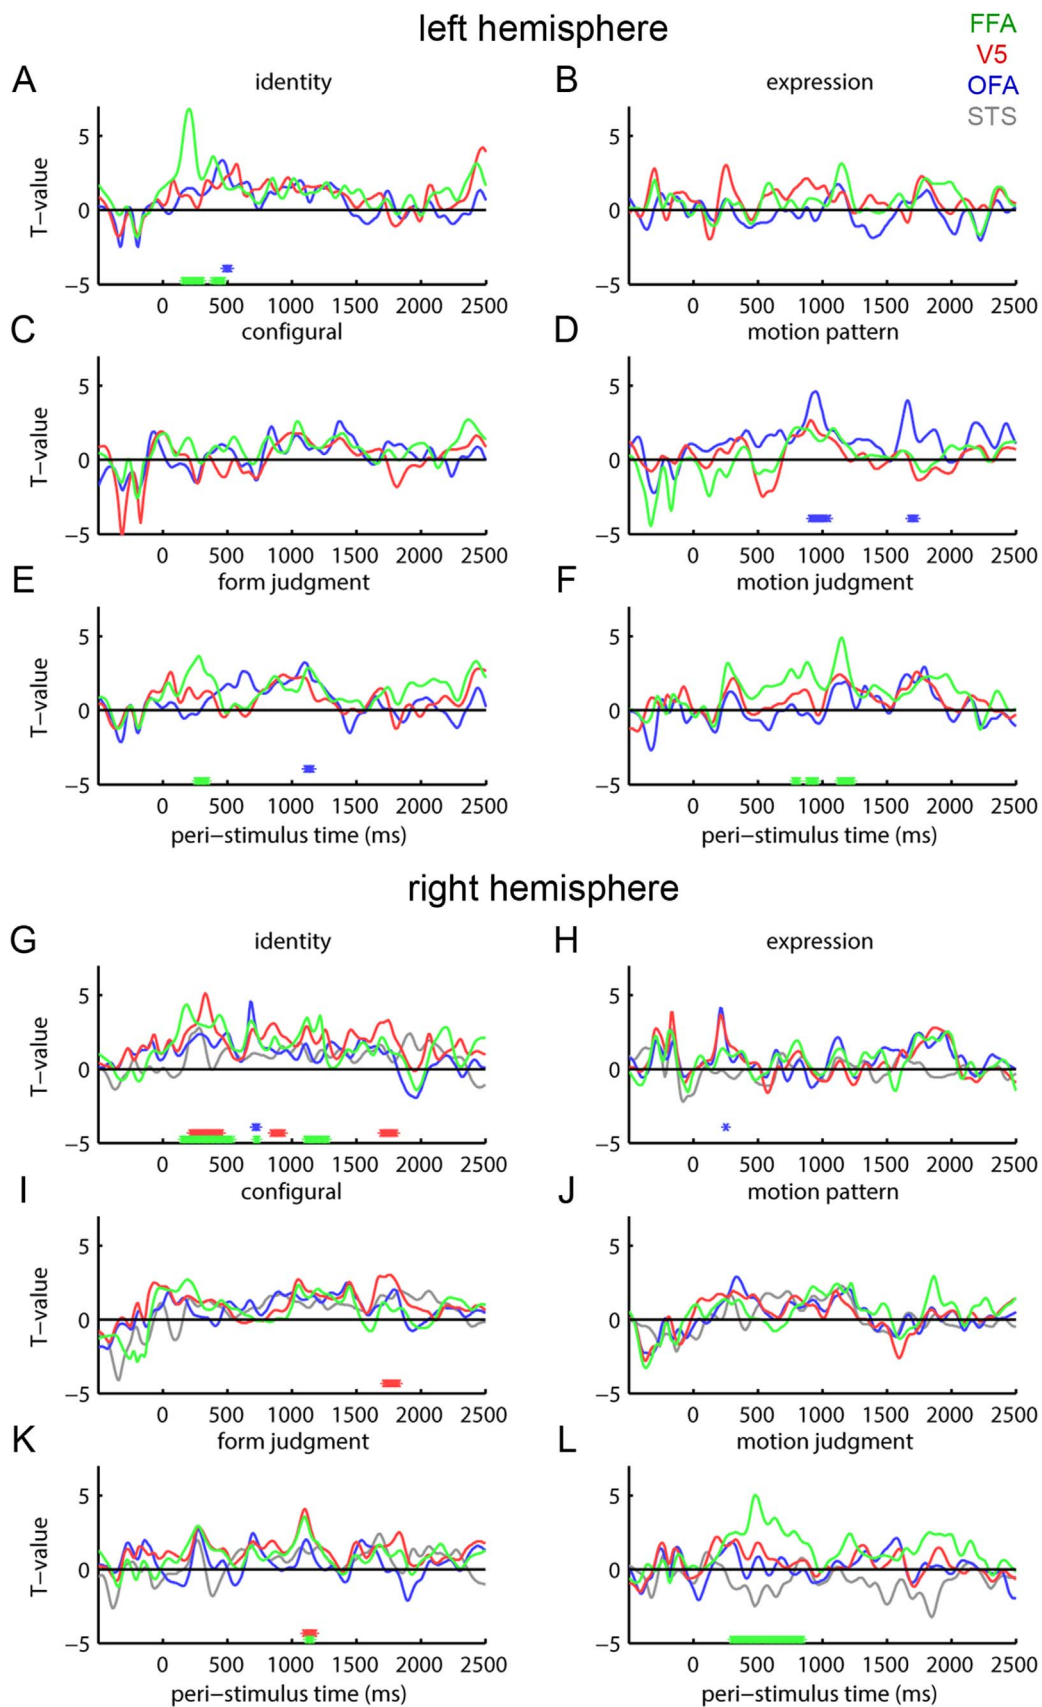 left hemisphere
FFA
V5
OFA
STS
A identity
B expression
T−value
5
0
−5
0 500 1000 1500 2000 2500
5
0
−5
0 500 1000 1500 2000 2500
C configural
D motion pattern
T−value
5
0
−5
0 500 1000 1500 2000 2500
5
0
−5
0 500 1000 1500 2000 2500
E form judgment
F motion judgment
T−value
5
0
−5
0 500 1000 1500 2000 2500
peri−stimulus time (ms)
5
0
−5
0 500 1000 1500 2000 2500
peri−stimulus time (ms)
right hemisphere
G identity
H expression
T−value
5
0
−5
0 500 1000 1500 2000 2500
5
0
−5
0 500 1000 1500 2000 2500
I configural
J motion pattern
T−value
5
0
−5
0 500 1000 1500 2000 2500
5
0
−5
0 500 1000 1500 2000 2500
K form judgment
L motion judgment
T−value
5
0
−5
0 500 1000 1500 2000 2500
peri−stimulus time (ms)
5
0
−5
0 500 1000 1500 2000 2500
peri−stimulus time (ms)